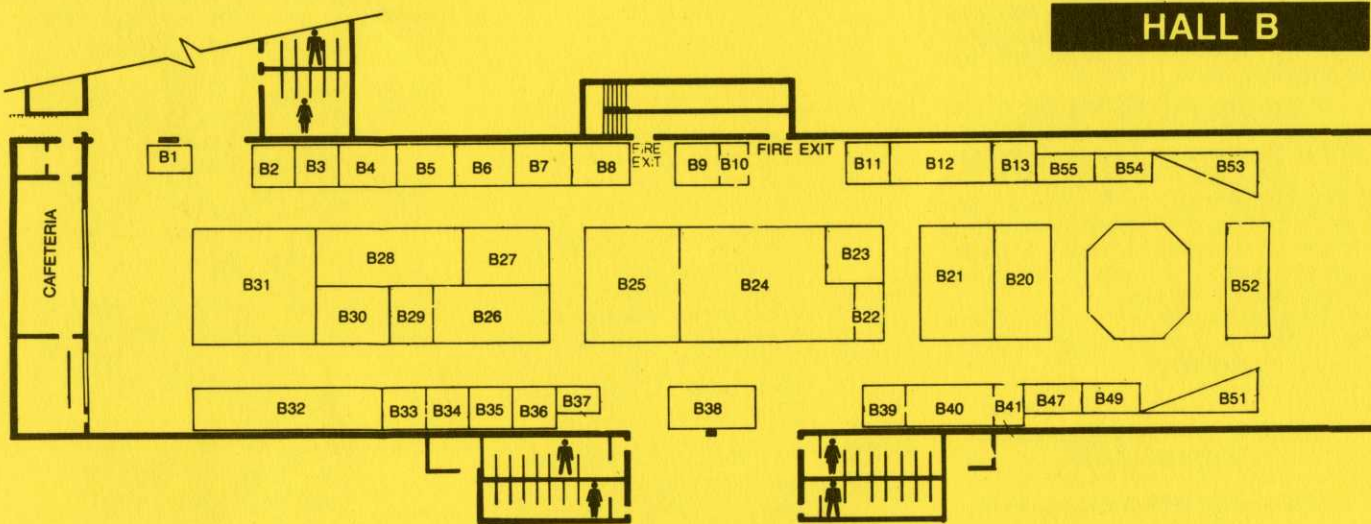 HALL B
B1
B2
B3
B4
B5
B6
B7
B8
FIRE
EXIT
B9
B10
FIRE EXIT
B11
B12
B13
B55
B54
B53
CAFETERIA
B31
B28
B27
B30
B29
B26
B25
B24
B23
B22
B21
B20
B52
B32
B33
B34
B35
B36
B37
B38
B39
B40
B41
B47
B49
B51